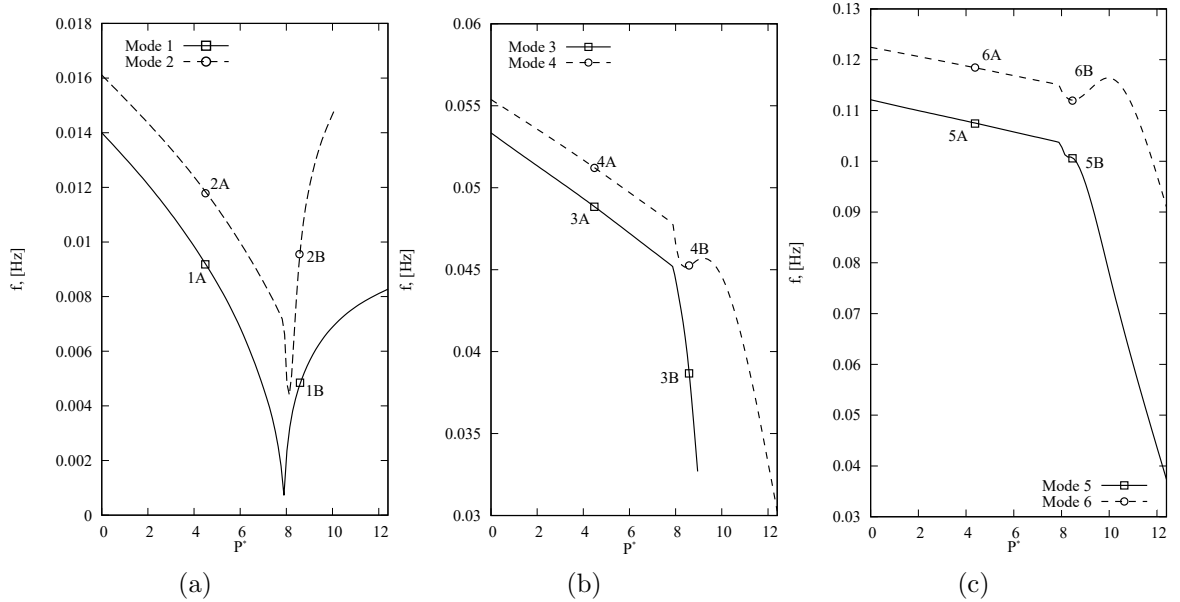 0.018
0.016
0.014
0.012
0.01
0.008
0.006
0.004
0.002
0
f, [Hz]
Mode 1
Mode 2
2A
1A
2B
1B
0 2 4 6 8 10 12
P*
(a)
0.06
0.055
0.05
0.045
0.04
0.035
0.03
f, [Hz]
Mode 3
Mode 4
4A
3A
4B
3B
0 2 4 6 8 10 12
P*
(b)
0.13
0.12
0.11
0.1
0.09
0.08
0.07
0.06
0.05
0.04
0.03
f, [Hz]
6A
6B
5A
5B
Mode 5
Mode 6
0 2 4 6 8 10 12
P*
(c)